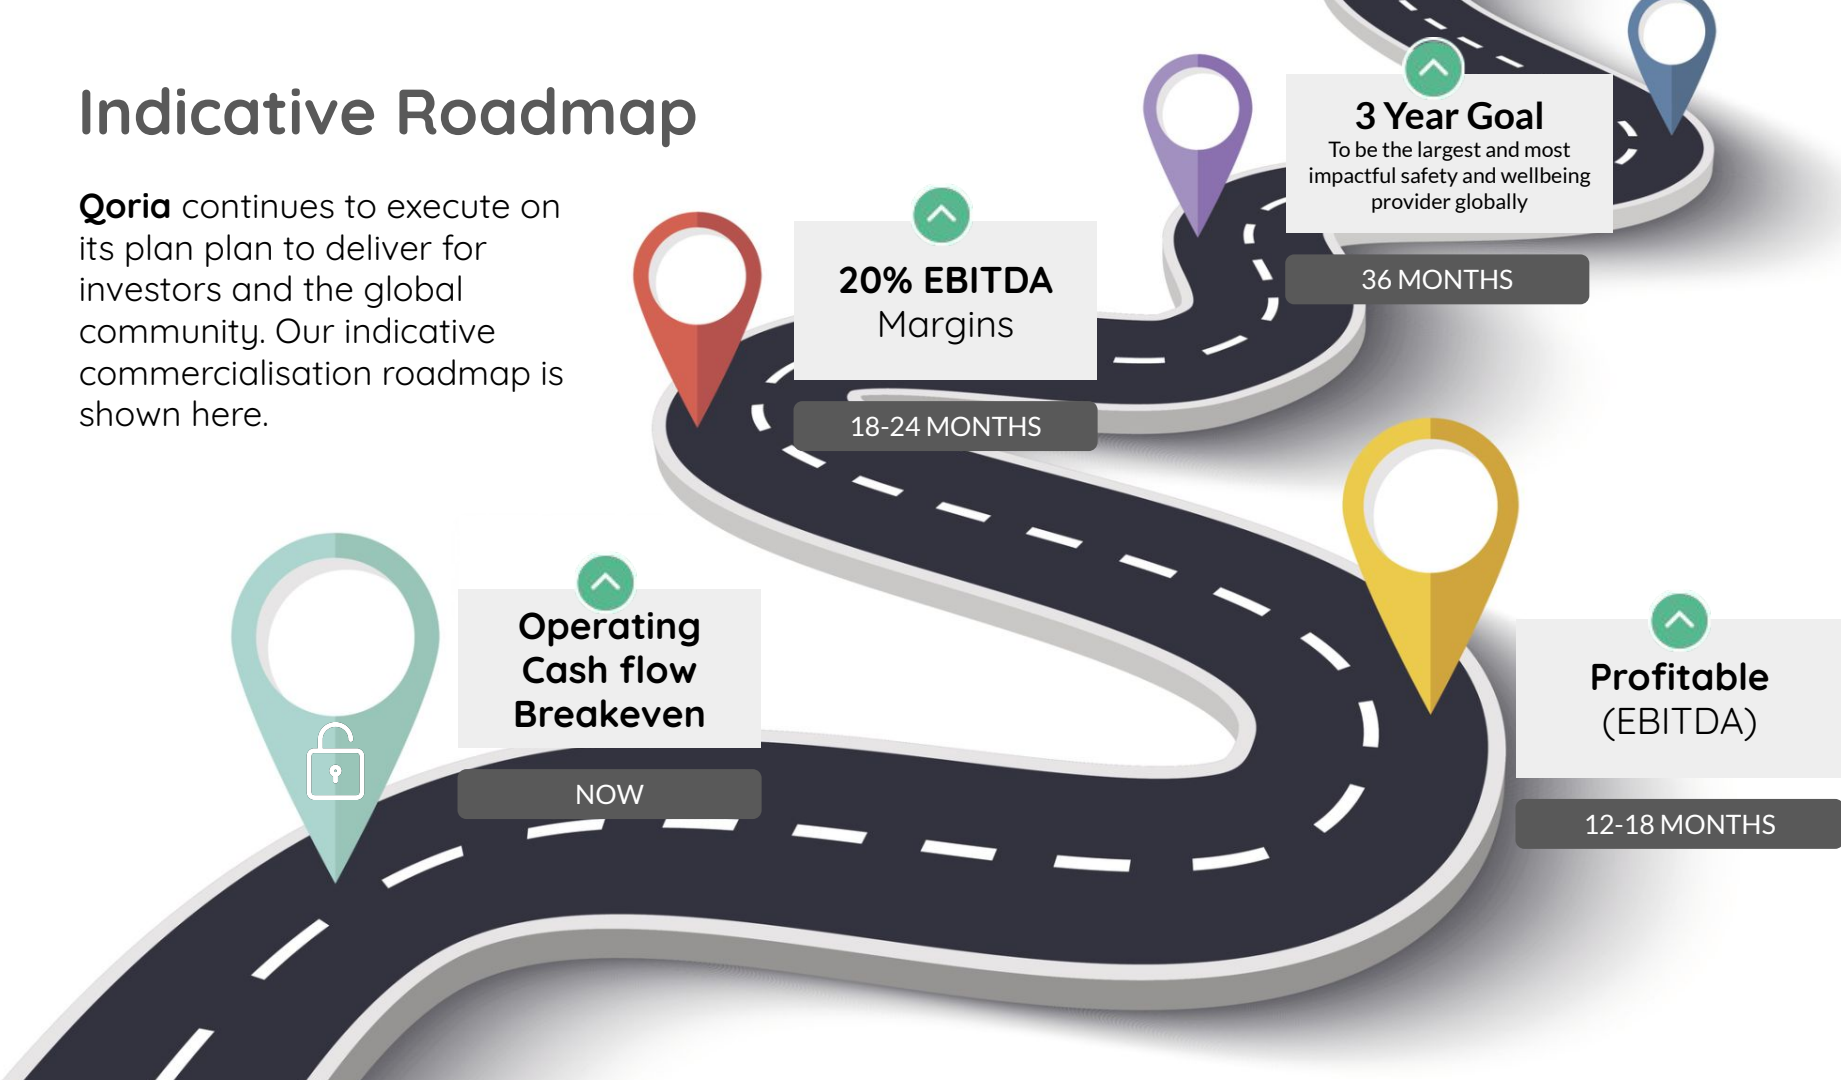 Indicative Roadmap
Qoria continues to execute on
its plan plan to deliver for
investors and the global
community. Our indicative
commercialisation roadmap is
shown here.
3 Year Goal
To be the largest and most
impactful safety and wellbeing
provider globally
36 MONTHS
20% EBITDA
Margins
18-24 MONTHS
Operating
Cash flow
Breakeven
NOW
Profitable
(EBITDA)
12-18 MONTHS